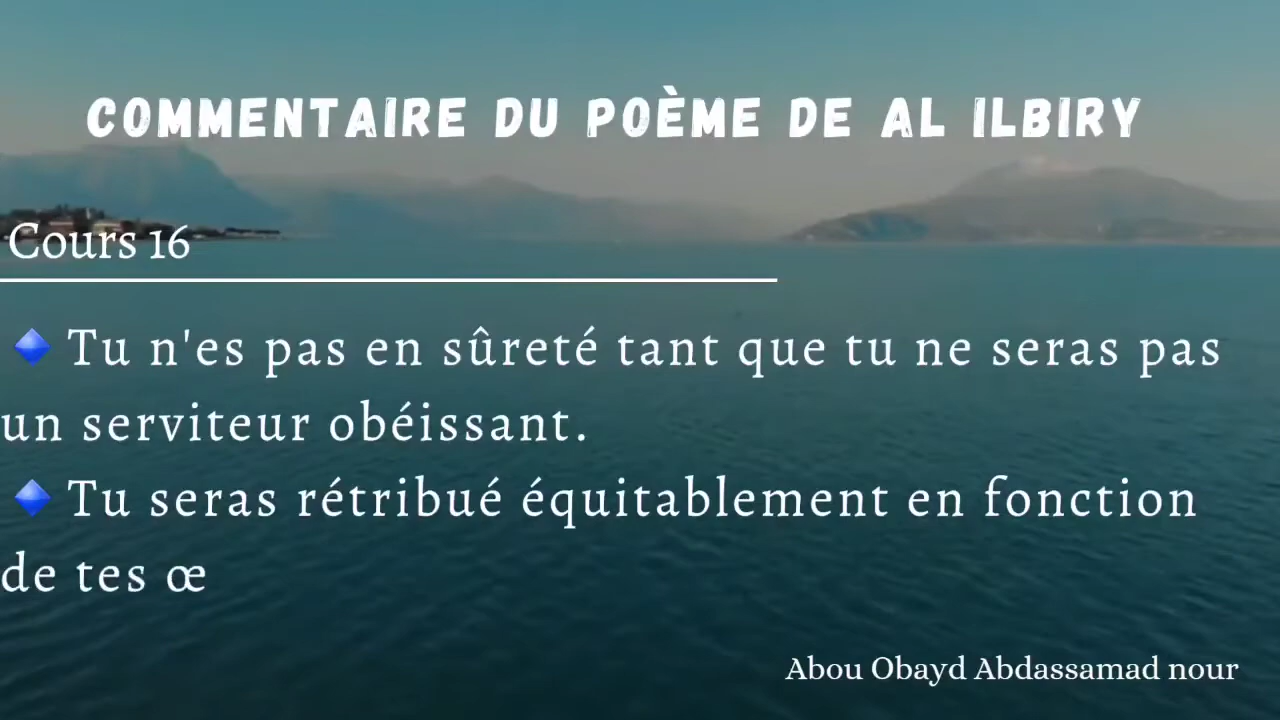 COMMENTAIRE DU POÈME DE AL ILBIRY
Cours 16
🔹 Tu n'es pas en sûreté tant que tu ne seras pas
un serviteur obéissant.
🔹 Tu seras rétribué équitablement en fonction
de tes œ
Abou Obayd Abdassamad nour